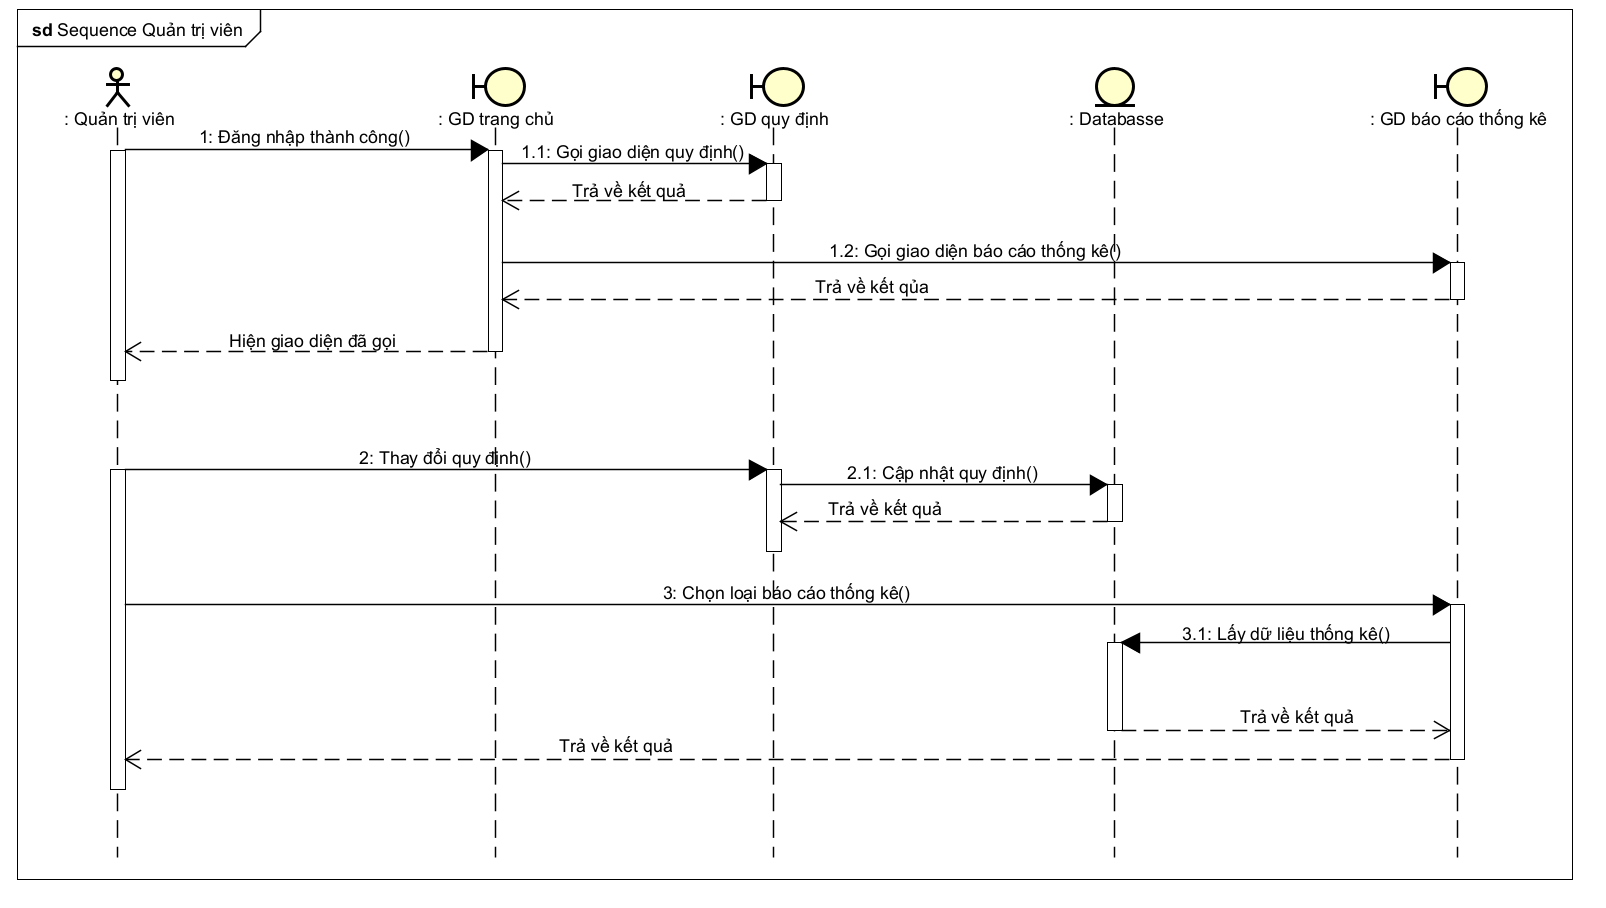 sd Sequence Quản trị viên
: Quản trị viên
: GD trang chủ
: GD quy định
: Databasse
: GD báo cáo thống kê
1: Đăng nhập thành công()
1.1: Gọi giao diện quy định()
Trả về kết quả
1.2: Gọi giao diện báo cáo thống kê()
Trả về kết qủa
Hiện giao diện đã gọi
2: Thay đổi quy định()
2.1: Cập nhật quy định()
Trả về kết quả
3: Chọn loại báo cáo thống kê()
3.1: Lấy dữ liệu thống kê()
Trả về kết quả
Trả về kết quả